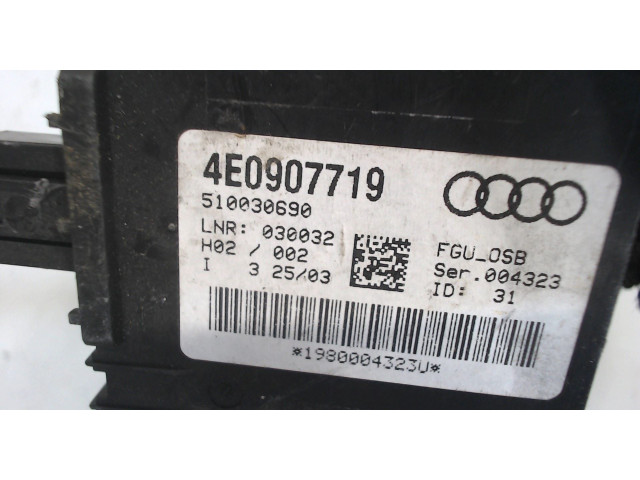 4E0907719
510030690
LNR: 030032
H02 / 002
I 3 25/03
FGU_OSB
Ser.004323
ID: 31
*1980004323U*